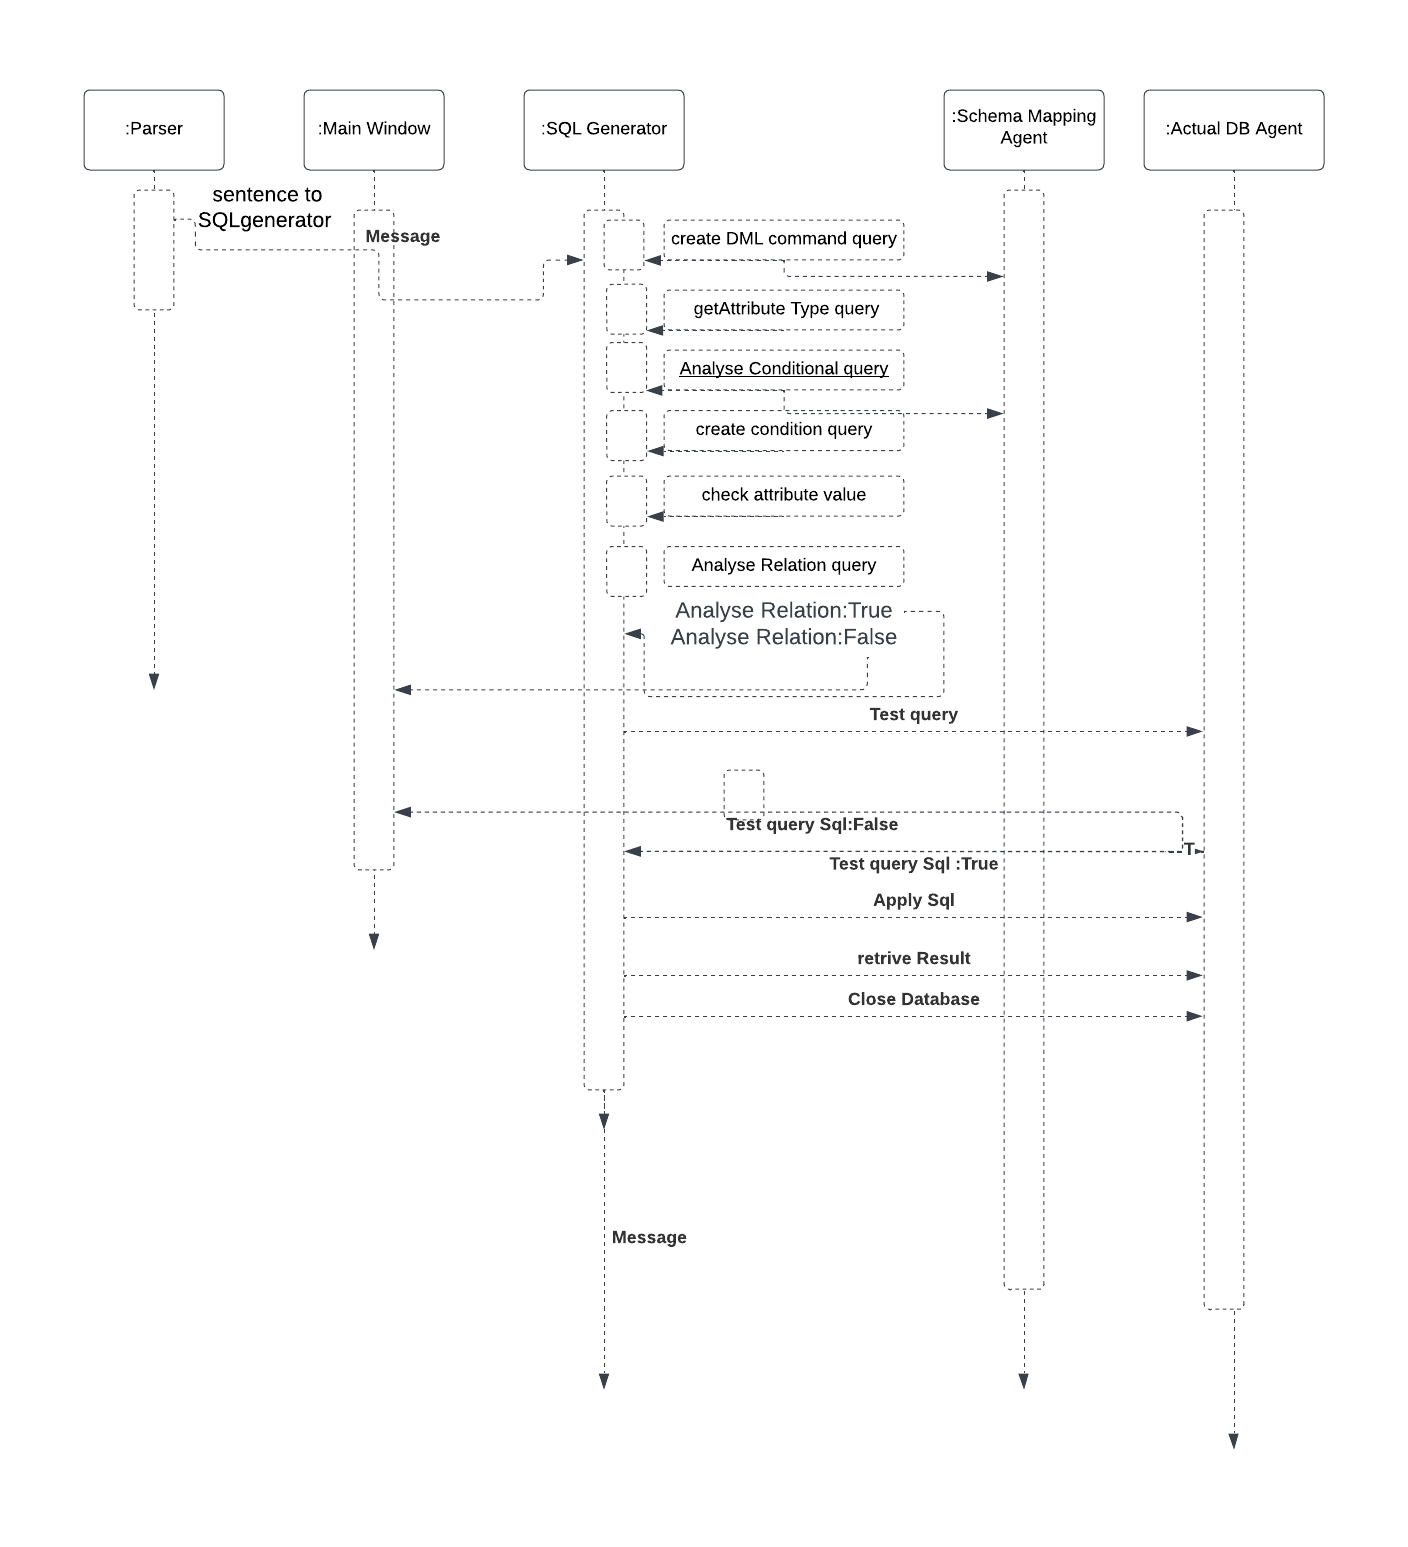 :Parser
:Main Window
:SQL Generator
:Schema Mapping
Agent
:Actual DB Agent
sentence to
SQLgenerator
Message
create DML command query
getAttribute Type query
Analyse Conditional query
create condition query
check attribute value
Analyse Relation query
Analyse Relation:True
Analyse Relation:False
Test query
Test query Sql:False
T
Test query Sql :True
Apply Sql
retrive Result
Close Database
Message